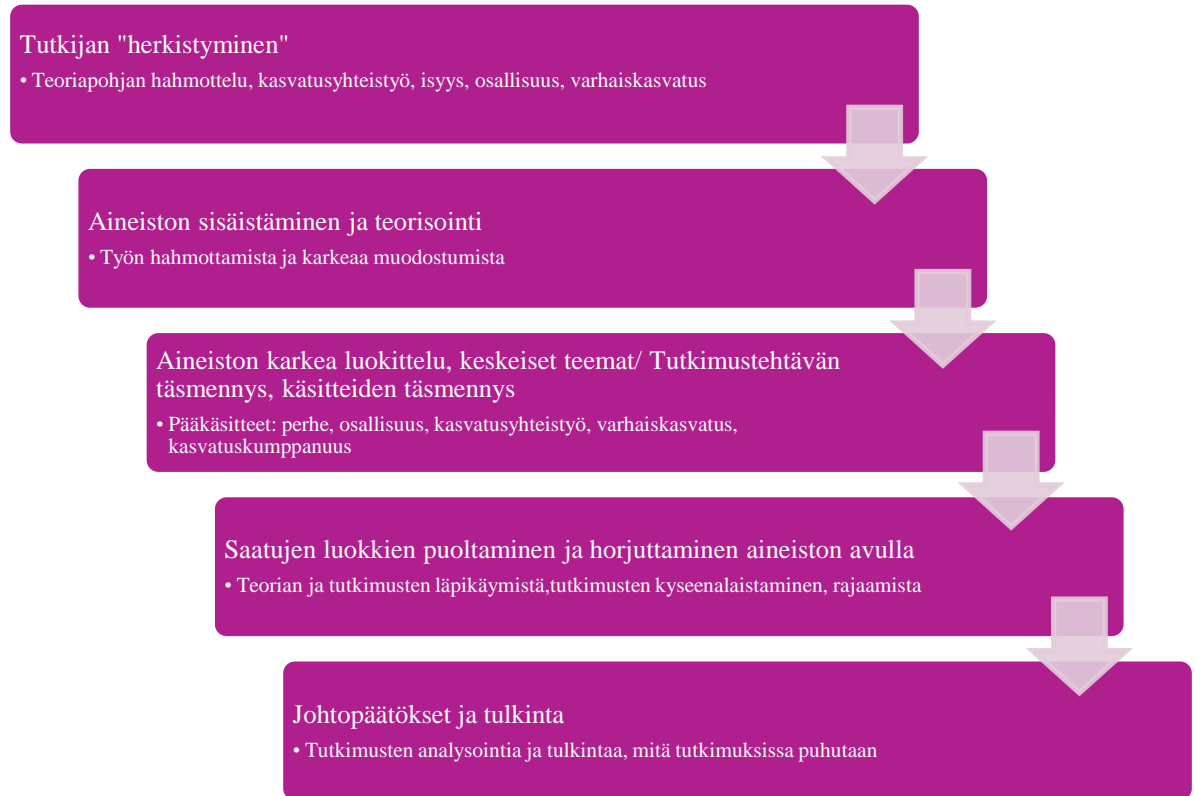 Tutkijan "herkistyminen"
• Teoriapohjan hahmottelu, kasvatusyhteistyö, isyys, osallisuus, varhaiskasvatus
Aineiston sisäistäminen ja teorisointi
• Työn hahmottamista ja karkeaa muodostumista
Aineiston karkea luokittelu, keskeiset teemat/ Tutkimustehtävän
täsmennys, käsitteiden täsmennys
• Pääkäsitteet: perhe, osallisuus, kasvatusyhteistyö, varhaiskasvatus,
kasvatuskumppanuus
Saatujen luokkien puoltaminen ja horjuttaminen aineiston avulla
• Teorian ja tutkimusten läpikäymistä,tutkimusten kyseenalaistaminen, rajaamista
Johtopäätökset ja tulkinta
• Tutkimusten analysointia ja tulkintaa, mitä tutkimuksissa puhutaan